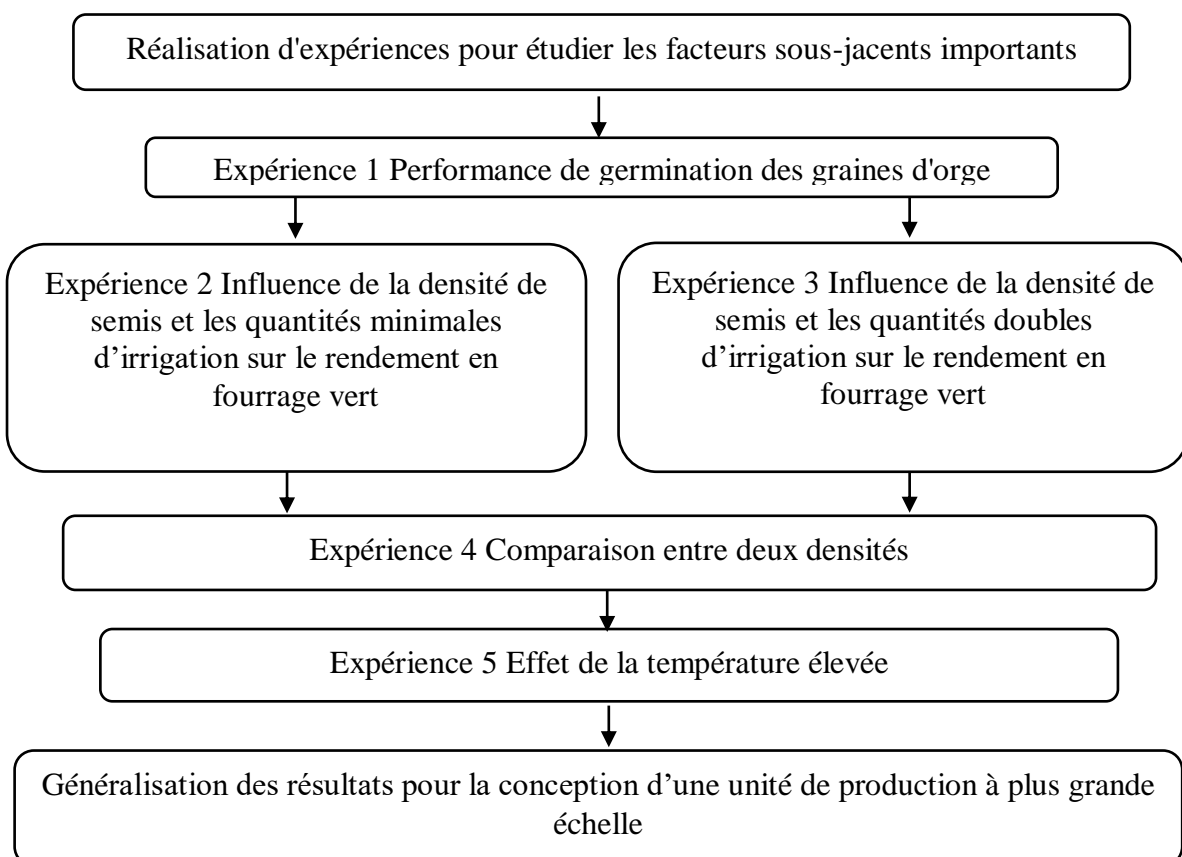 Réalisation d'expériences pour étudier les facteurs sous-jacents importants
Expérience 1 Performance de germination des graines d'orge
Expérience 2 Influence de la densité de
semis et les quantités minimales
d’irrigation sur le rendement en
fourrage vert
Expérience 3 Influence de la densité de
semis et les quantités doubles
d’irrigation sur le rendement en
fourrage vert
Expérience 4 Comparaison entre deux densités
Expérience 5 Effet de la température élevée
Généralisation des résultats pour la conception d’une unité de production à plus grande
échelle